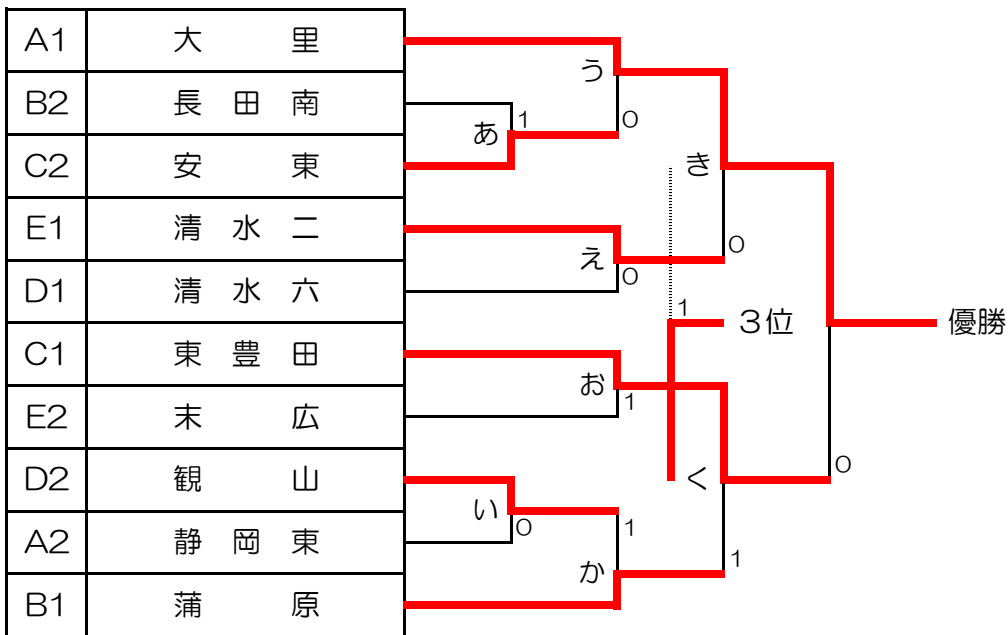 A1 大里
う
B2 長田南
1
0
あ
C2 安東
き
E1 清水二
0
え
0
D1 清水六
1
3位
優勝
C1 東豊田
お
1
E2 末広
0
D2 観山
く
い
0
1
A2 静岡東
1
か
B1 蒲原